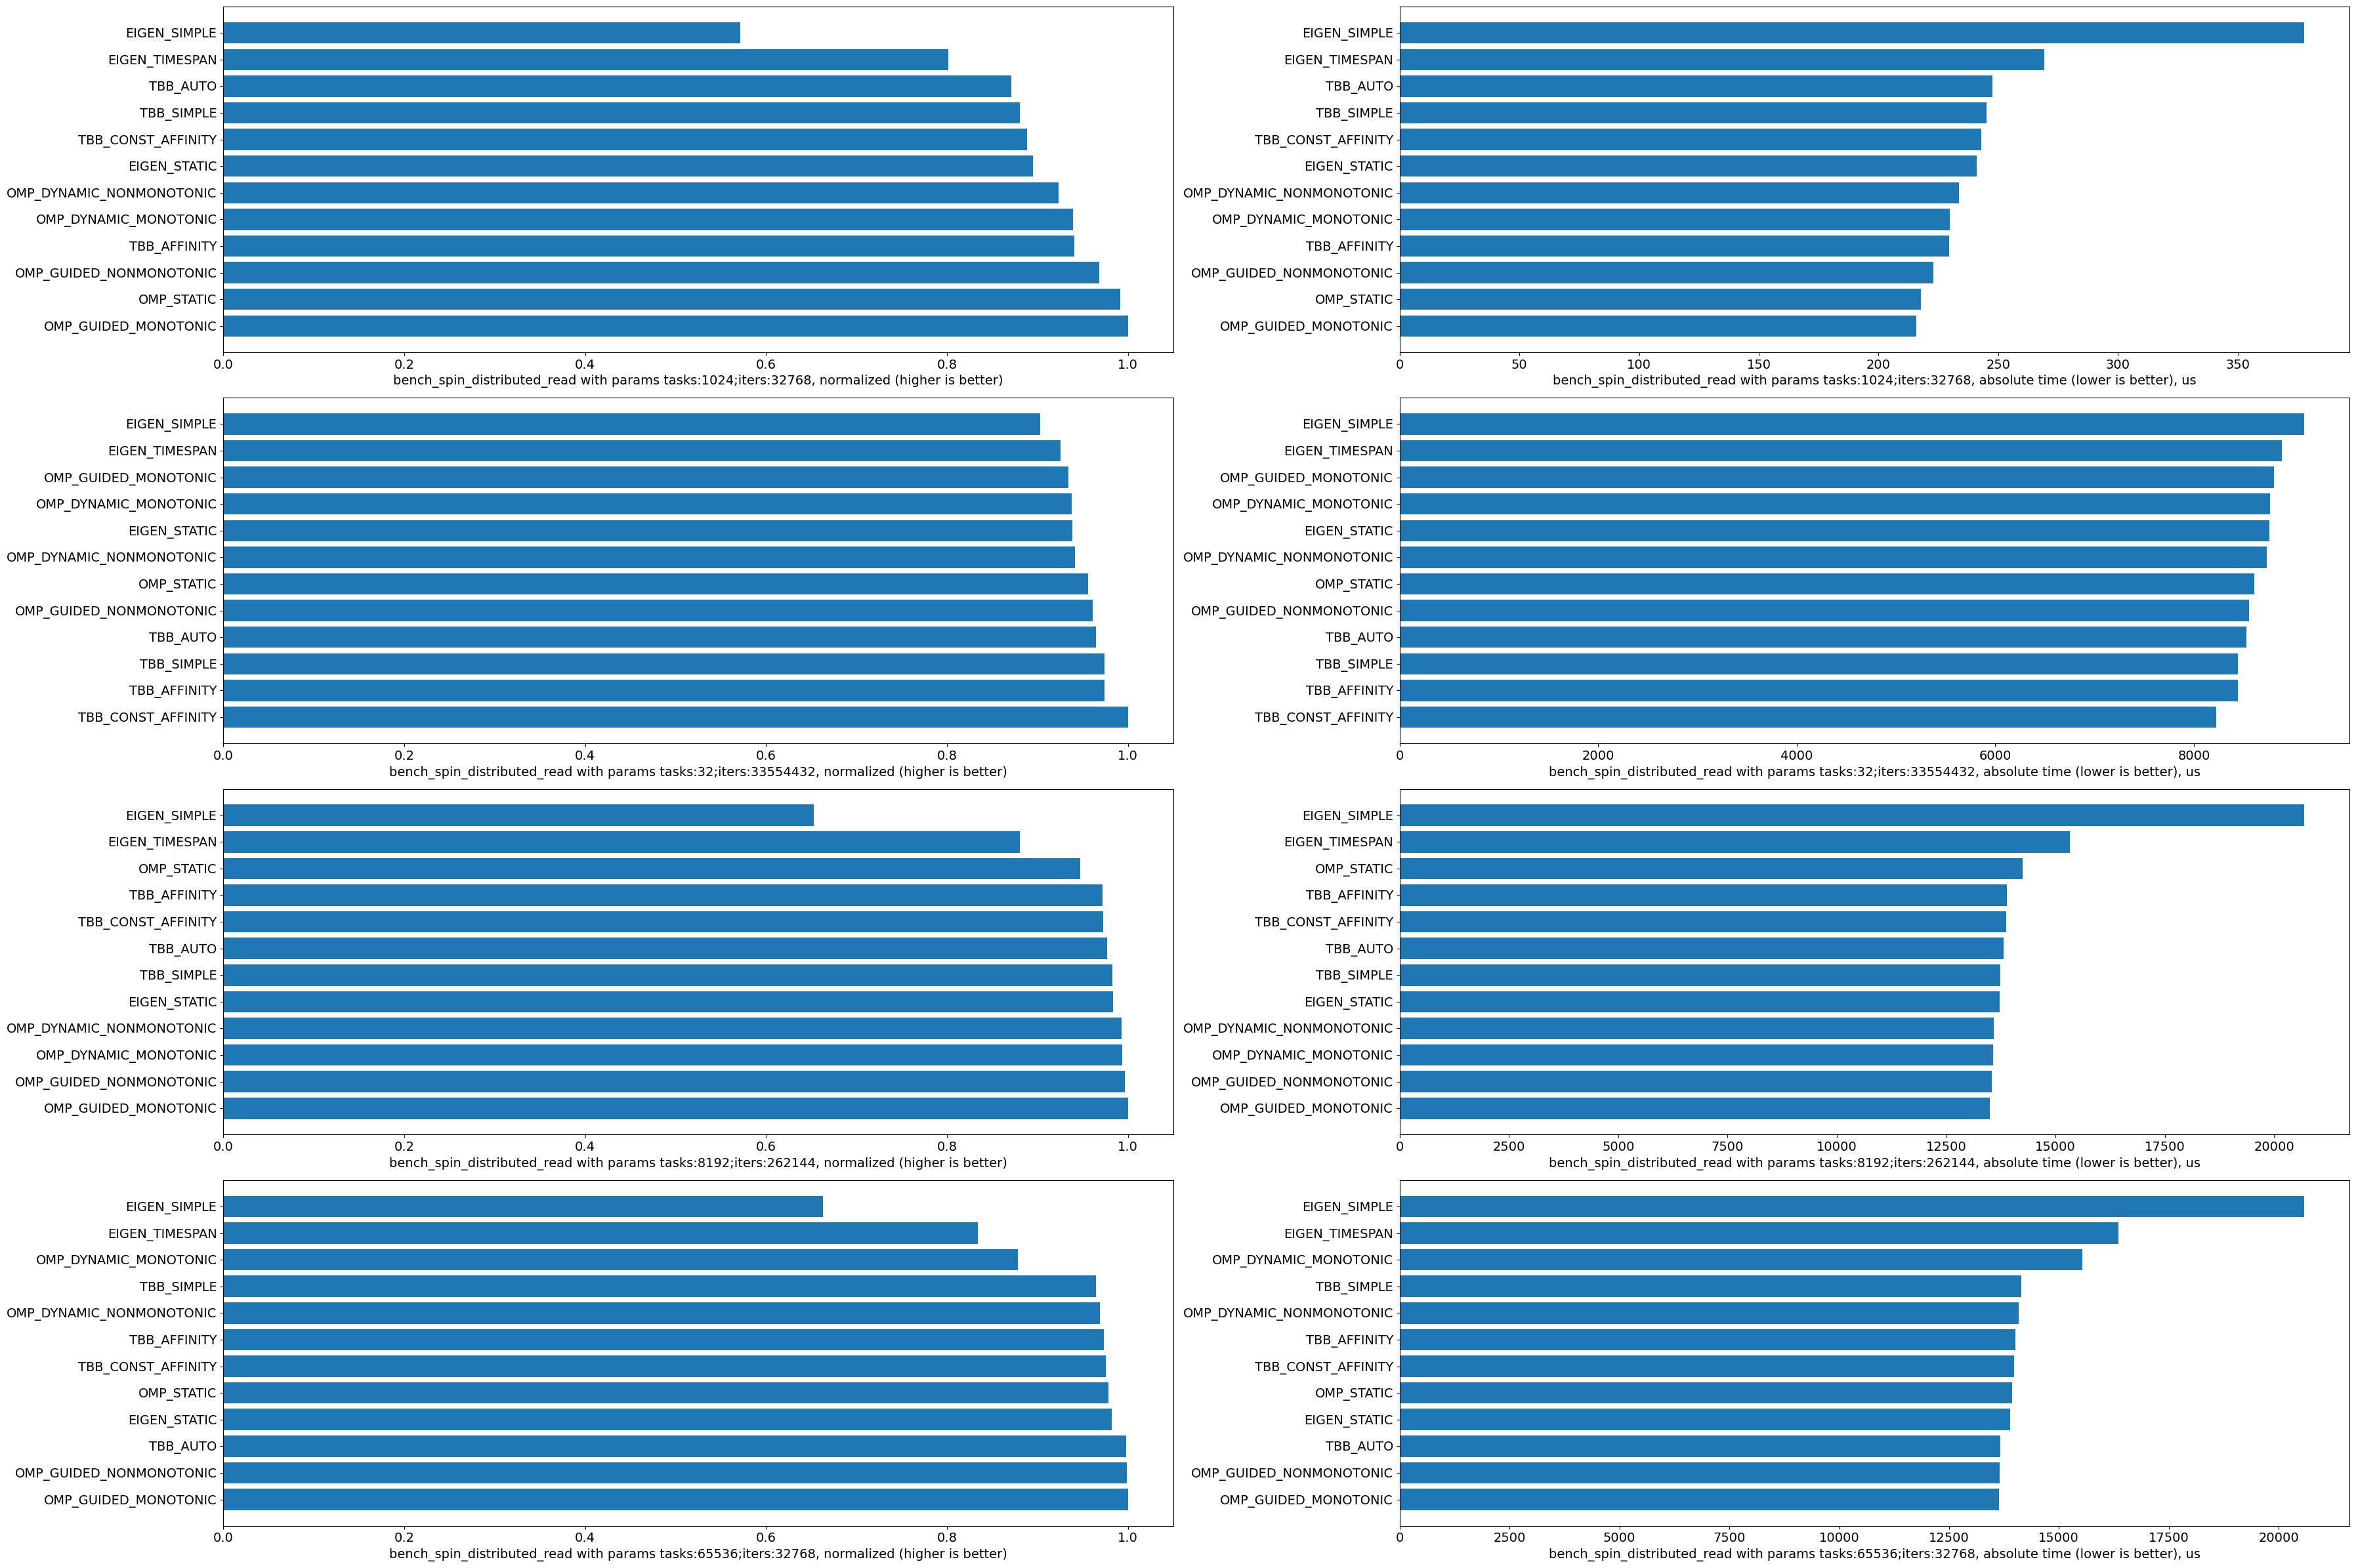 EIGEN_SIMPLE
EIGEN_TIMESPAN
TBB_AUTO
TBB_SIMPLE
TBB_CONST_AFFINITY
EIGEN_STATIC
OMP_DYNAMIC_NONMONOTONIC
OMP_DYNAMIC_MONOTONIC
TBB_AFFINITY
OMP_GUIDED_NONMONOTONIC
OMP_STATIC
OMP_GUIDED_MONOTONIC
0.0 0.2 0.4 0.6 0.8 1.0
bench_spin_distributed_read with params tasks:1024;iters:32768, normalized (higher is better)
EIGEN_SIMPLE
EIGEN_TIMESPAN
TBB_AUTO
TBB_SIMPLE
TBB_CONST_AFFINITY
EIGEN_STATIC
OMP_DYNAMIC_NONMONOTONIC
OMP_DYNAMIC_MONOTONIC
TBB_AFFINITY
OMP_GUIDED_NONMONOTONIC
OMP_STATIC
OMP_GUIDED_MONOTONIC
0 50 100 150 200 250 300 350
bench_spin_distributed_read with params tasks:1024;iters:32768, absolute time (lower is better), us
EIGEN_SIMPLE
EIGEN_TIMESPAN
OMP_GUIDED_MONOTONIC
OMP_DYNAMIC_MONOTONIC
EIGEN_STATIC
OMP_DYNAMIC_NONMONOTONIC
OMP_STATIC
OMP_GUIDED_NONMONOTONIC
TBB_AUTO
TBB_SIMPLE
TBB_AFFINITY
TBB_CONST_AFFINITY
0.0 0.2 0.4 0.6 0.8 1.0
bench_spin_distributed_read with params tasks:32;iters:33554432, normalized (higher is better)
EIGEN_SIMPLE
EIGEN_TIMESPAN
OMP_GUIDED_MONOTONIC
OMP_DYNAMIC_MONOTONIC
EIGEN_STATIC
OMP_DYNAMIC_NONMONOTONIC
OMP_STATIC
OMP_GUIDED_NONMONOTONIC
TBB_AUTO
TBB_SIMPLE
TBB_AFFINITY
TBB_CONST_AFFINITY
0 2000 4000 6000 8000
bench_spin_distributed_read with params tasks:32;iters:33554432, absolute time (lower is better), us
EIGEN_SIMPLE
EIGEN_TIMESPAN
OMP_STATIC
TBB_AFFINITY
TBB_CONST_AFFINITY
TBB_AUTO
TBB_SIMPLE
EIGEN_STATIC
OMP_DYNAMIC_NONMONOTONIC
OMP_DYNAMIC_MONOTONIC
OMP_GUIDED_NONMONOTONIC
OMP_GUIDED_MONOTONIC
0.0 0.2 0.4 0.6 0.8 1.0
bench_spin_distributed_read with params tasks:8192;iters:262144, normalized (higher is better)
EIGEN_SIMPLE
EIGEN_TIMESPAN
OMP_STATIC
TBB_AFFINITY
TBB_CONST_AFFINITY
TBB_AUTO
TBB_SIMPLE
EIGEN_STATIC
OMP_DYNAMIC_NONMONOTONIC
OMP_DYNAMIC_MONOTONIC
OMP_GUIDED_NONMONOTONIC
OMP_GUIDED_MONOTONIC
0 2500 5000 7500 10000 12500 15000 17500 20000
bench_spin_distributed_read with params tasks:8192;iters:262144, absolute time (lower is better), us
EIGEN_SIMPLE
EIGEN_TIMESPAN
OMP_DYNAMIC_MONOTONIC
TBB_SIMPLE
OMP_DYNAMIC_NONMONOTONIC
TBB_AFFINITY
TBB_CONST_AFFINITY
OMP_STATIC
EIGEN_STATIC
TBB_AUTO
OMP_GUIDED_NONMONOTONIC
OMP_GUIDED_MONOTONIC
0.0 0.2 0.4 0.6 0.8 1.0
bench_spin_distributed_read with params tasks:65536;iters:32768, normalized (higher is better)
EIGEN_SIMPLE
EIGEN_TIMESPAN
OMP_DYNAMIC_MONOTONIC
TBB_SIMPLE
OMP_DYNAMIC_NONMONOTONIC
TBB_AFFINITY
TBB_CONST_AFFINITY
OMP_STATIC
EIGEN_STATIC
TBB_AUTO
OMP_GUIDED_NONMONOTONIC
OMP_GUIDED_MONOTONIC
0 2500 5000 7500 10000 12500 15000 17500 20000
bench_spin_distributed_read with params tasks:65536;iters:32768, absolute time (lower is better), us